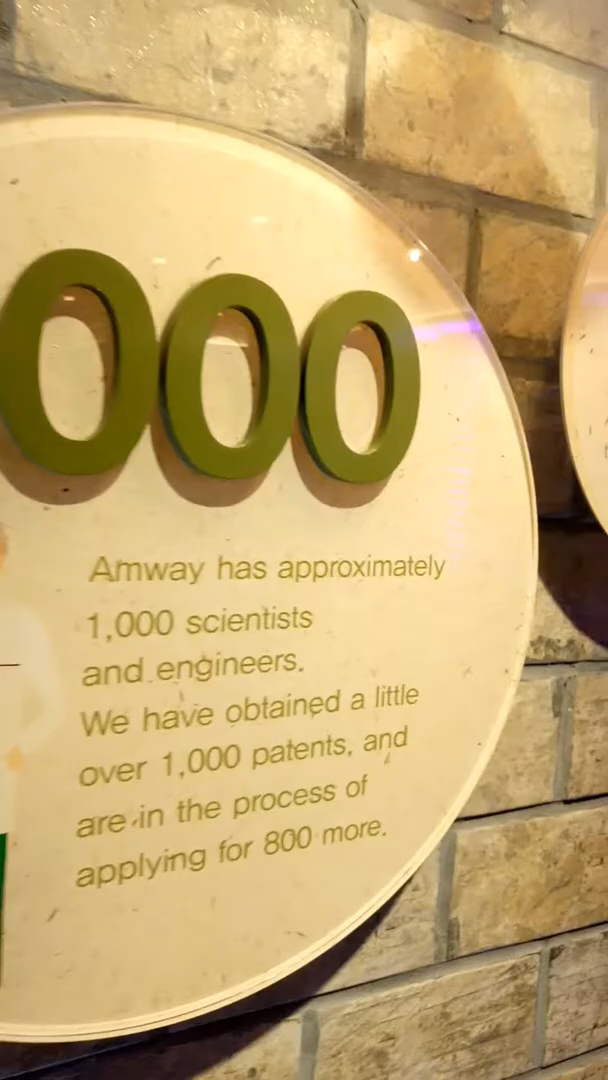 000
Amway has approximately
1,000 scientists
and engineers.
We have obtained a little
over 1,000 patents, and
are in the process of
applying for 800 more.